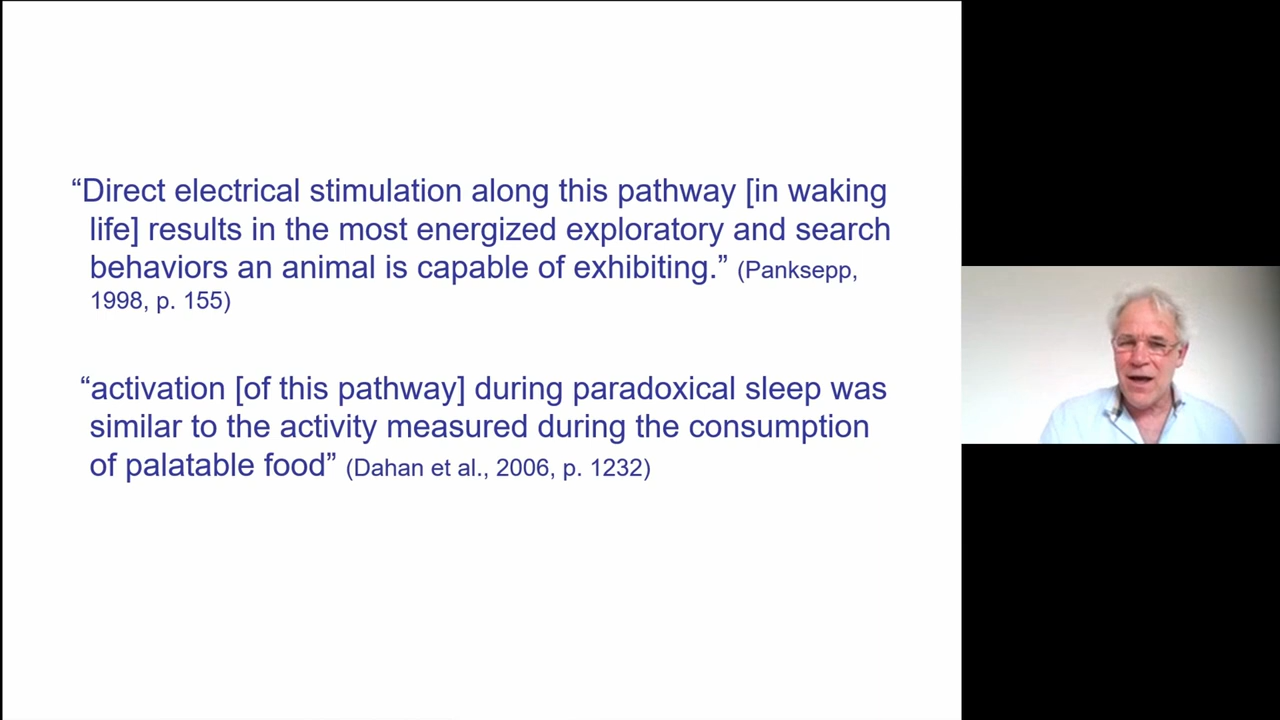 “Direct electrical stimulation along this pathway [in waking
life] results in the most energized exploratory and search
behaviors an animal is capable of exhibiting.” (Panksepp,
1998, p. 155)
“activation [of this pathway] during paradoxical sleep was
similar to the activity measured during the consumption
of palatable food” (Dahan et al., 2006, p. 1232)